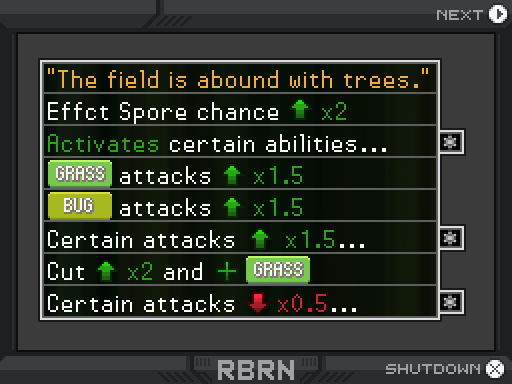 NEXT
"The field is abound with trees."
Effct Spore chance ⬆ x2
Activates certain abilities...
GRASS attacks ⬆ x1.5
BUG attacks ⬆ x1.5
Certain attacks ⬆ x1.5...
Cut ⬆ x2 and + GRASS
Certain attacks ⬇ x0.5...
RBRN
SHUTDOWN